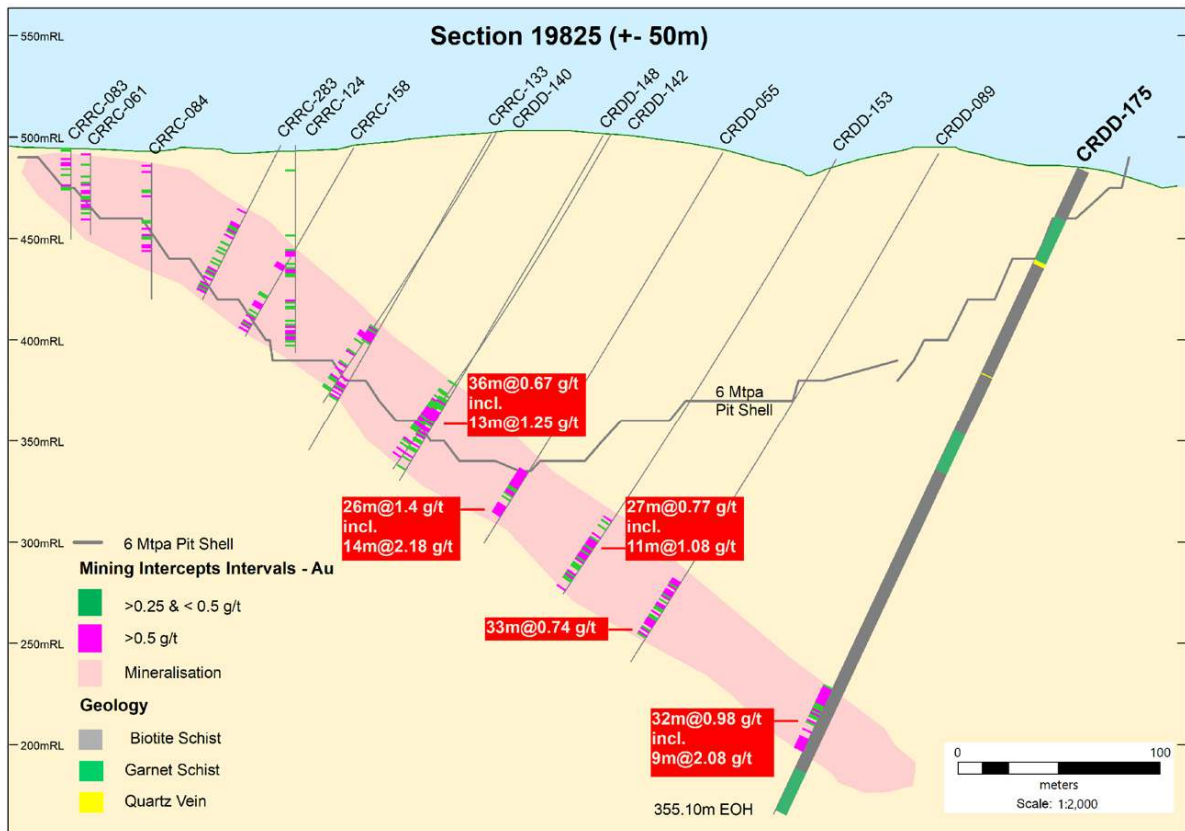 Section 19825 (+- 50m)
550mRL
500mRL
450mRL
400mRL
350mRL
300mRL
250mRL
200mRL
CRRC-083
CRRC-061
CRRC-084
CRRC-283
CRRC-124
CRRC-158
CRRC-133
CRDD-140
CRDD-148
CRDD-142
CRDD-055
CRDD-153
CRDD-089
CRDD-175
36m@0.67 g/t
incl.
13m@1.25 g/t
6 Mtpa
Pit Shell
26m@1.4 g/t
incl.
14m@2.18 g/t
27m@0.77 g/t
incl.
11m@1.08 g/t
33m@0.74 g/t
32m@0.98 g/t
incl.
9m@2.08 g/t
355.10m EOH
6 Mtpa Pit Shell
Mining Intercepts Intervals - Au
>0.25 & < 0.5 g/t
>0.5 g/t
Mineralisation
Geology
Biotite Schist
Garnet Schist
Quartz Vein
0 100
meters
Scale: 1:2,000